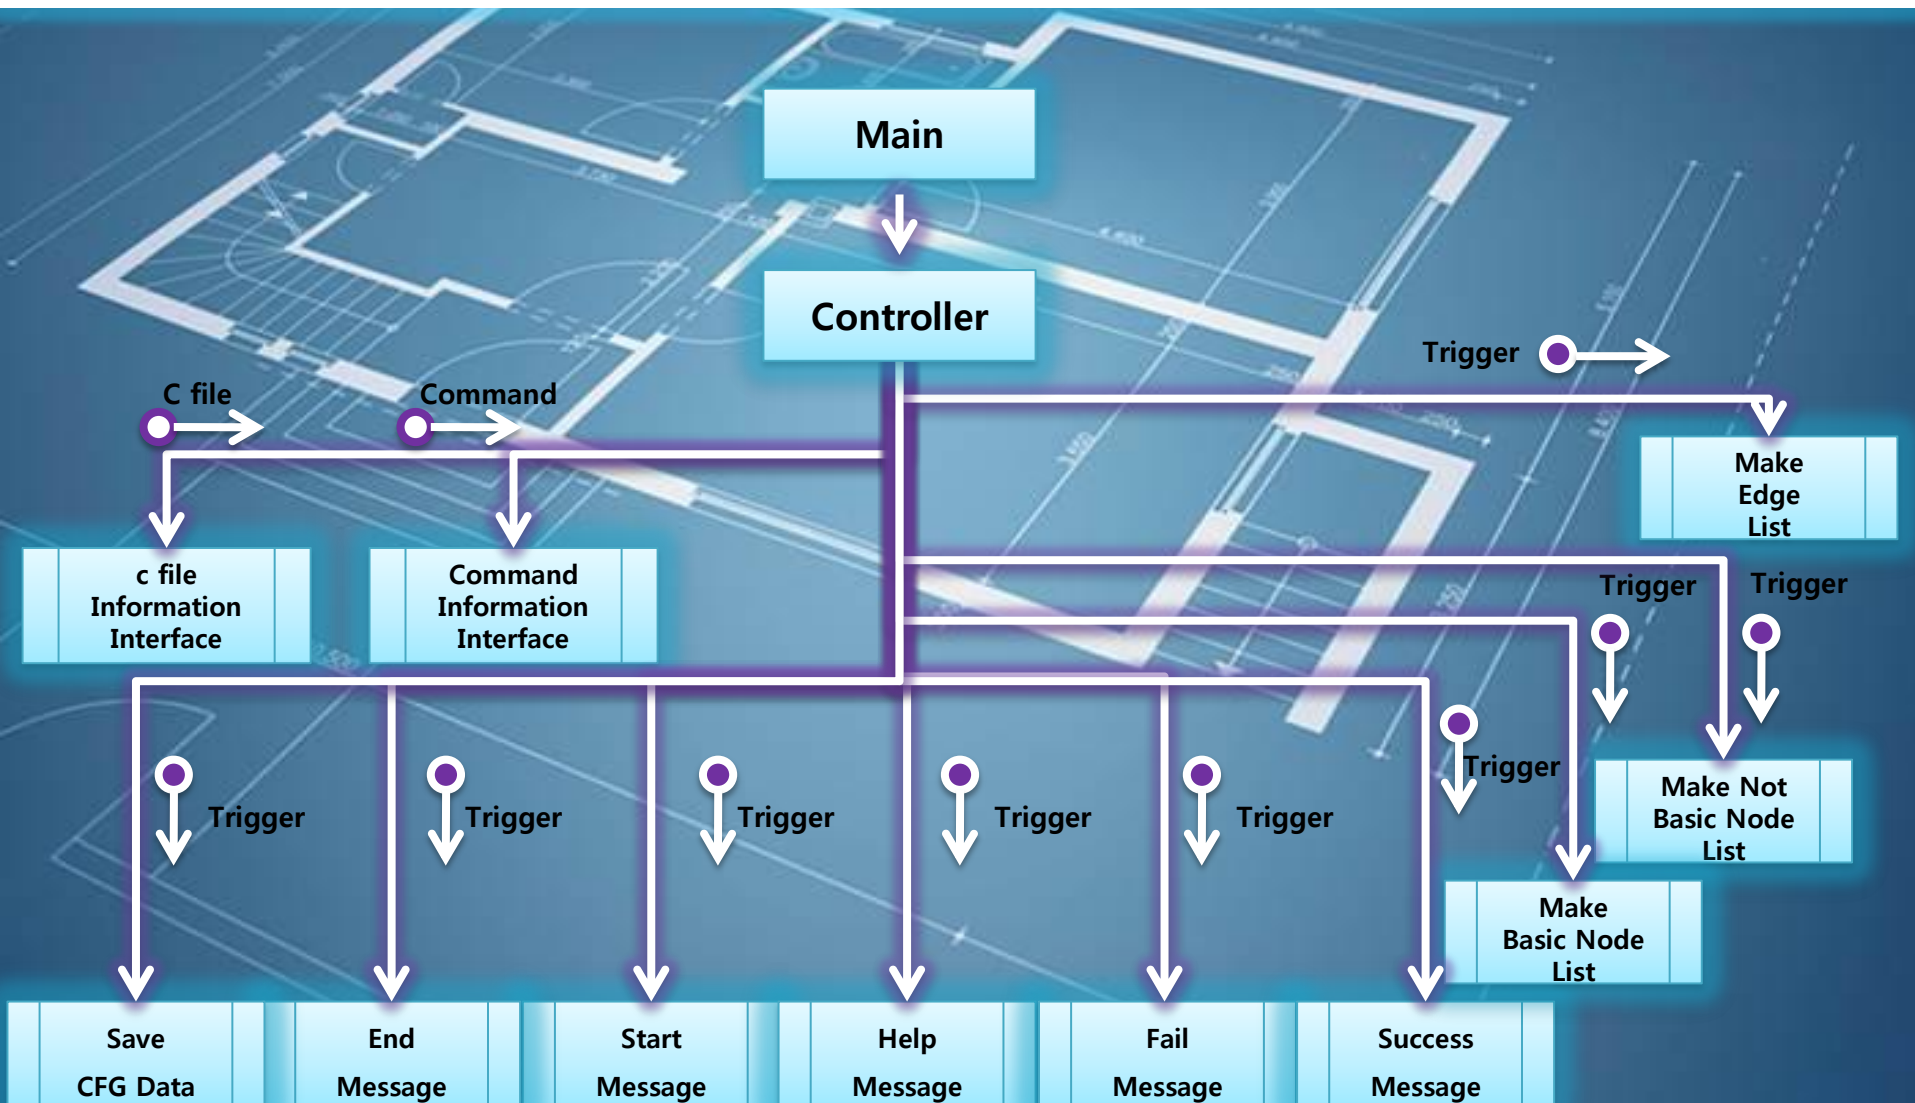 Main
Controller
Trigger
C file
Command
Make
Edge
List
c file
Information
Interface
Command
Information
Interface
Trigger
Trigger
Trigger
Trigger
Trigger
Trigger
Trigger
Trigger
Make Not
Basic Node
List
Make
Basic Node
List
Save
CFG Data
End
Message
Start
Message
Help
Message
Fail
Message
Success
Message